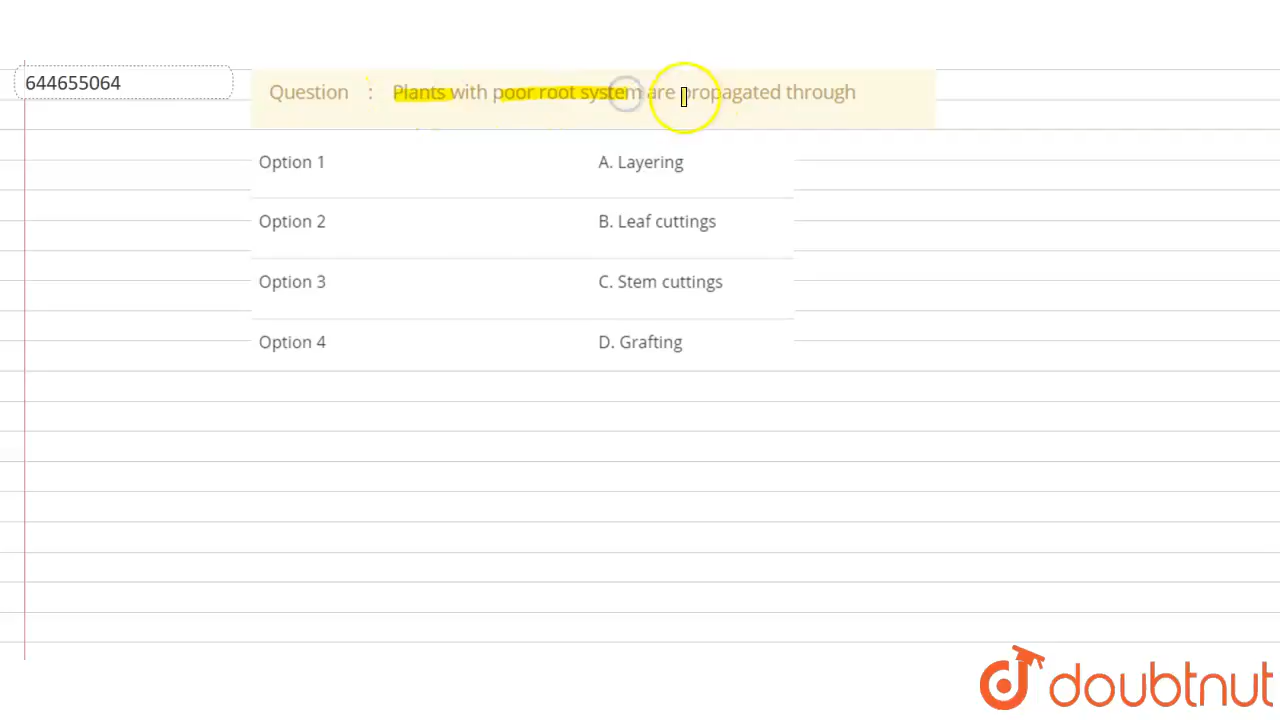 644655064
Question : Plants with poor root system are propagated through
Option 1 A. Layering
Option 2 B. Leaf cuttings
Option 3 C. Stem cuttings
Option 4 D. Grafting
doubtnut